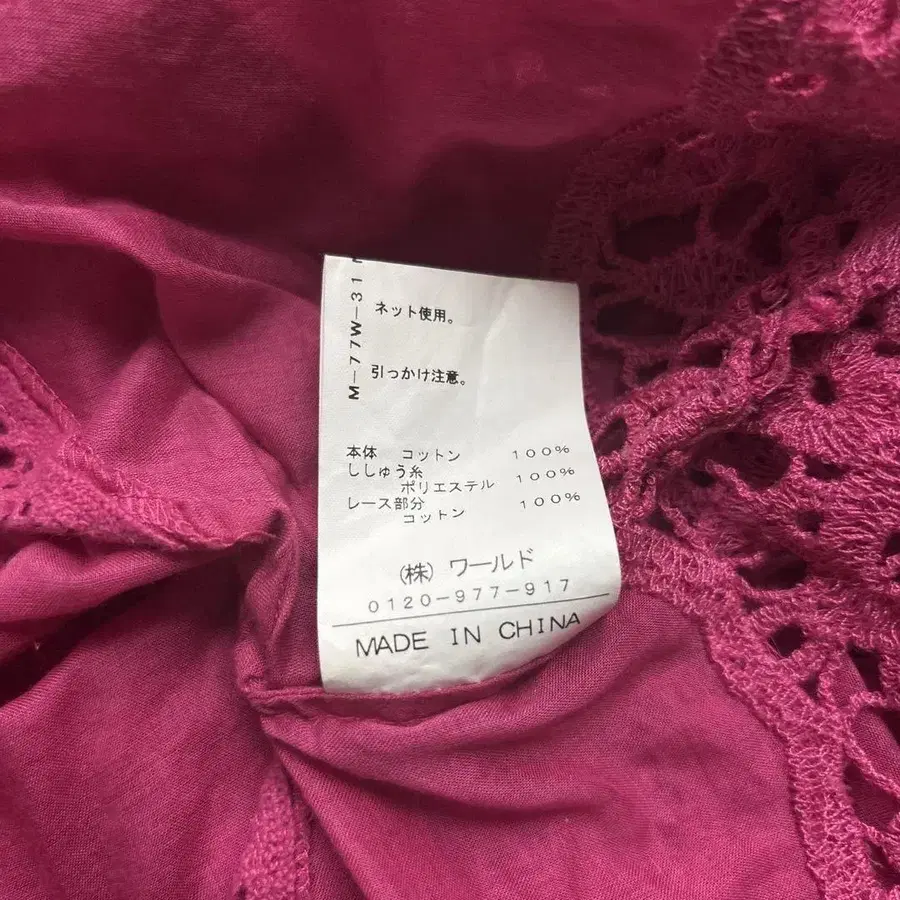 M-77W-31
ネット使用。
引っかけ注意。
本体 コットン 100%
ししゅう糸
ポリエステル 100%
レース部分
コットン 100%
(株) ワールド
0120-977-917
MADE IN CHINA